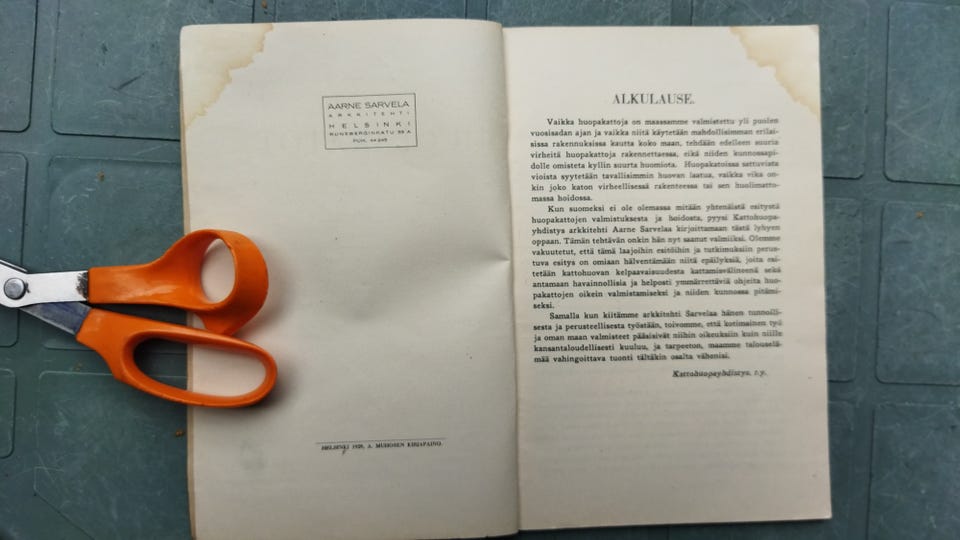 AARNE SARVELA
ARKKITEHTI
HELSINKI
RUNEBERGINKATU 39 A
PUH. 44 245
HELSINKI 1929, A. MUHOSEN KIRJAPAINO.
ALKULAUSE.
Vaikka huopakattoja on maassamme valmistettu yli puolen
vuosisadan ajan ja vaikka niitä käytetään mahdollisimman erilai-
sissa rakennuksissa kautta koko maan, tehdään edelleen suuria
virheitä huopakattoja rakennettaessa, eikä niiden kunnossapi-
dolle omisteta kyllin suurta huomiota. Huopakatoissa sattuvista
vioista syytetään tavallisimmin huovan laatua, vaikka vika on-
kin joko katon virheellisessä rakenteessa tai sen huolimatto-
massa hoidossa.
Kun suomeksi ei ole olemassa mitään yhtenäistä esitystä
huopakattojen valmistuksesta ja hoidosta, pyysi Kattohuopa-
yhdistys arkkitehti Aarne Sarvelaa kirjoittamaan tästä lyhyen
oppaan. Tämän tehtävän onkin hän nyt saanut valmiiksi. Olemme
vakuutetut, että tämä laajoihin esitöihin ja tutkimuksiin perus-
tuva esitys on omiaan hälventämään niitä epäilyksiä, joita esi-
tetään kattohuovan kelpaavaisuudesta kattamisvälineenä sekä
antamaan havainnollisia ja helposti ymmärrettäviä ohjeita huo-
pakattojen oikein valmistamiseksi ja niiden kunnossa pitämi-
seksi.
Samalla kun kiitämme arkkitehti Sarvelaa hänen tunnolli-
sesta ja perusteellisesta työstään, toivomme, että kotimainen työ
ja oman maan valmisteet pääsisivät niihin oikeuksiin kuin niille
kansantaloudellisesti kuuluu, ja tarpeeton, maamme talouselä-
mää vahingoittava tuonti tältäkin osalta vähenisi.
Kattohuopayhdistys, r.y.